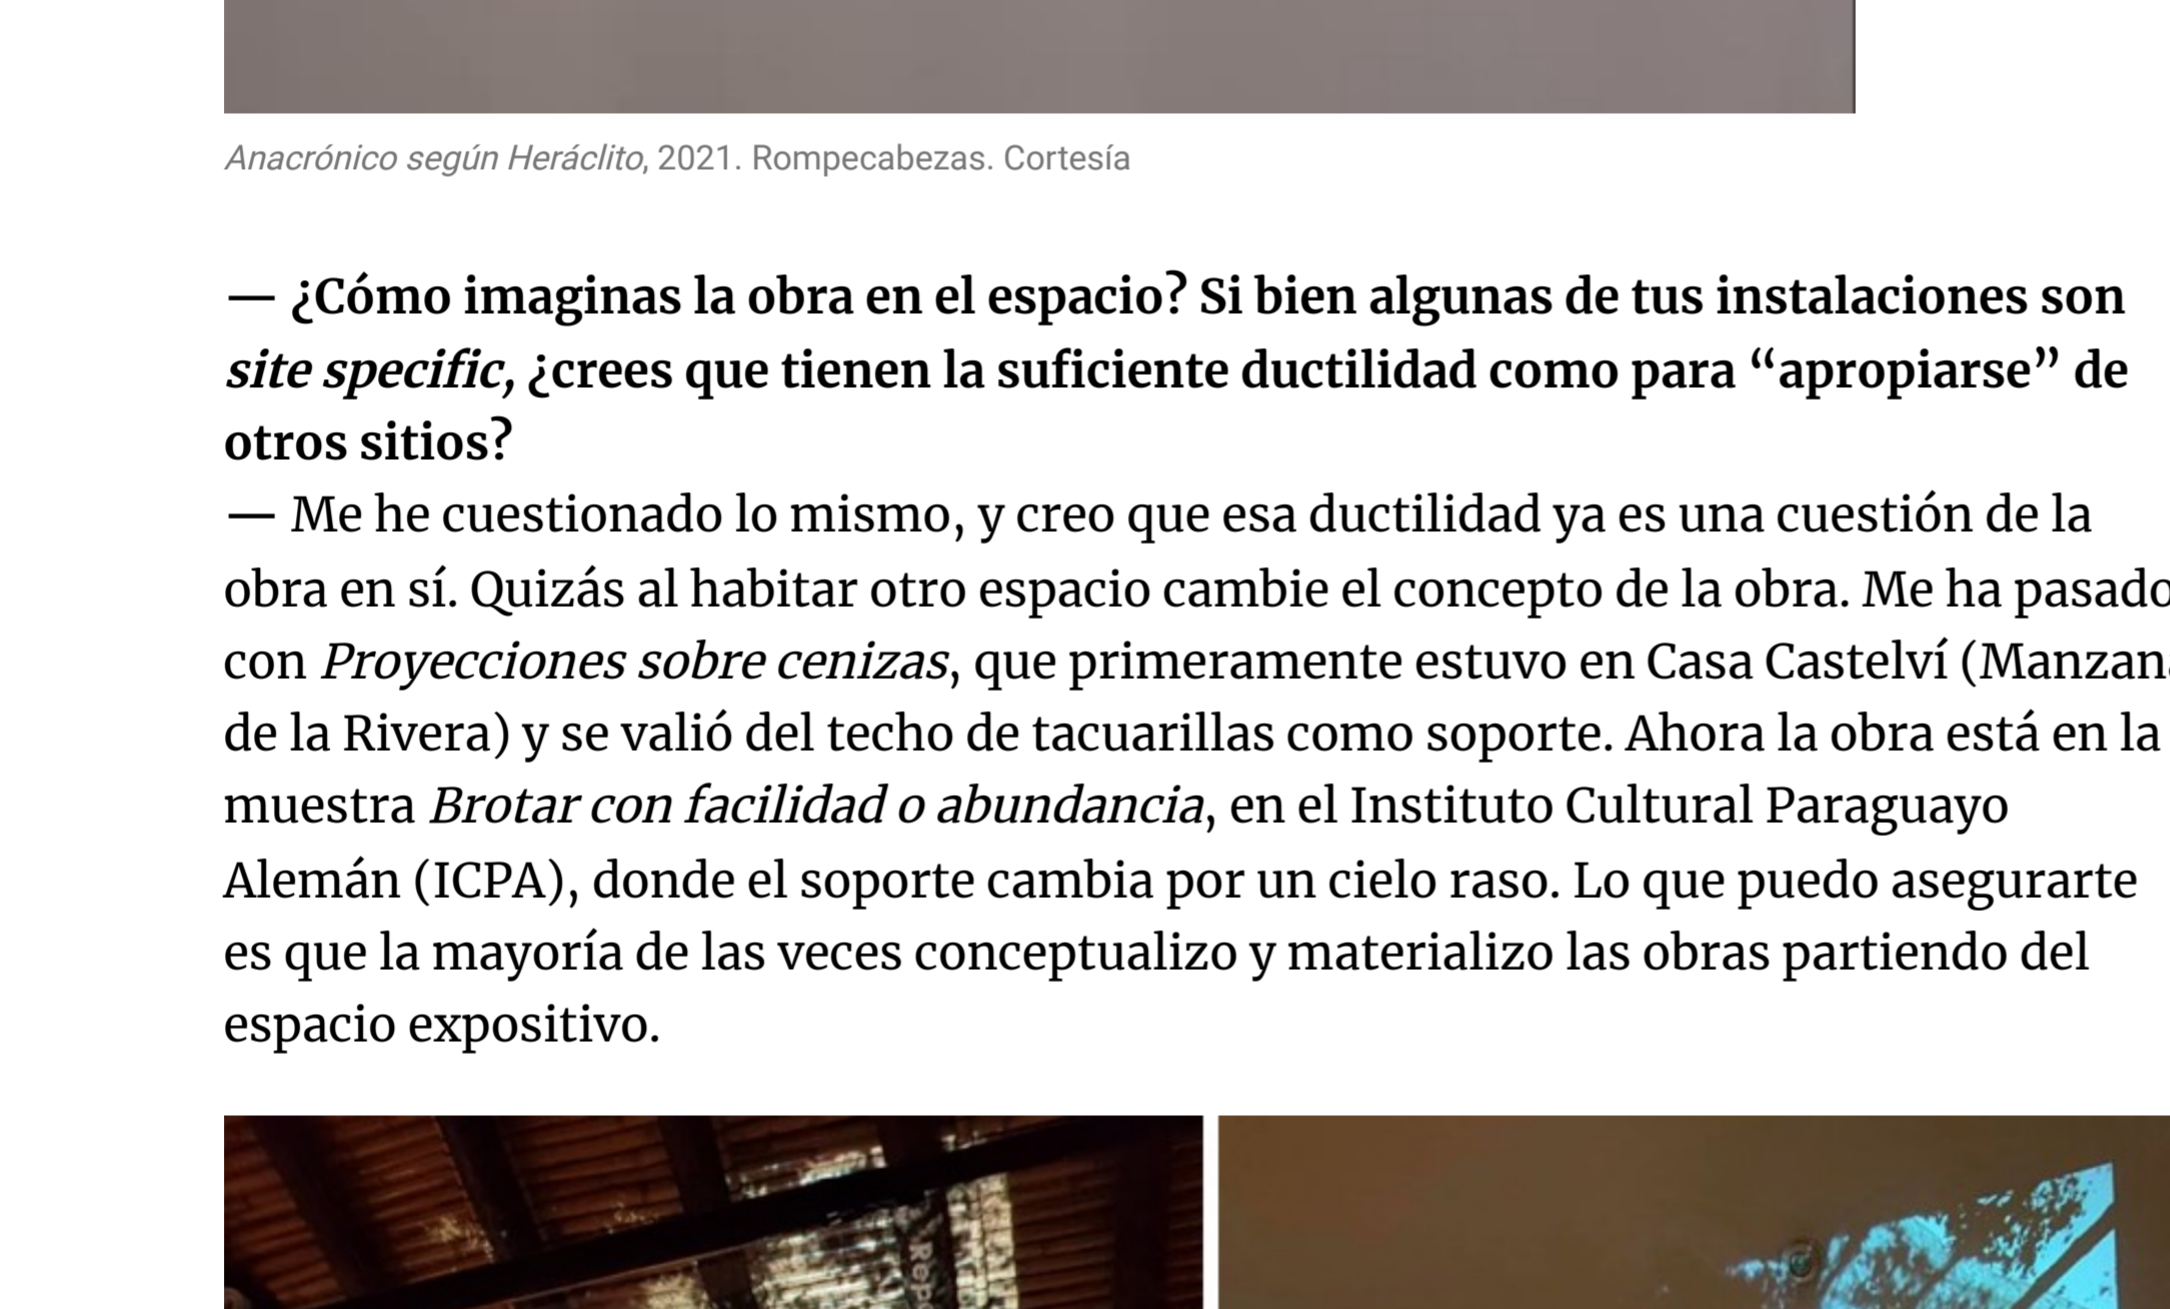 Anacrónico según Heráclito, 2021. Rompecabezas. Cortesía
— ¿Cómo imaginas la obra en el espacio? Si bien algunas de tus instalaciones son
site specific, ¿crees que tienen la suficiente ductilidad como para “apropiarse” de
otros sitios?
— Me he cuestionado lo mismo, y creo que esa ductilidad ya es una cuestión de la
obra en sí. Quizás al habitar otro espacio cambie el concepto de la obra. Me ha pasado
con Proyecciones sobre cenizas, que primeramente estuvo en Casa Castelví (Manzana
de la Rivera) y se valió del techo de tacuarillas como soporte. Ahora la obra está en la
muestra Brotar con facilidad o abundancia, en el Instituto Cultural Paraguayo
Alemán (ICPA), donde el soporte cambia por un cielo raso. Lo que puedo asegurarte
es que la mayoría de las veces conceptualizo y materializo las obras partiendo del
espacio expositivo.